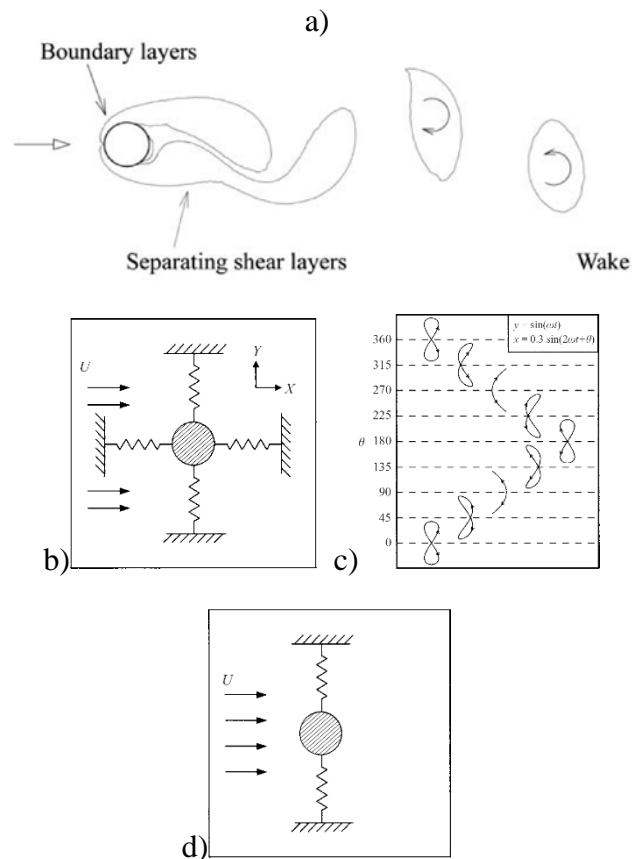 a)
Boundary layers
Separating shear layers
Wake
b)
U
Y
X
c)
y = sin(ωt)
x = 0.3 sin(2ωt+θ)
360
315
270
225
θ 180
135
90
45
0
d)
U